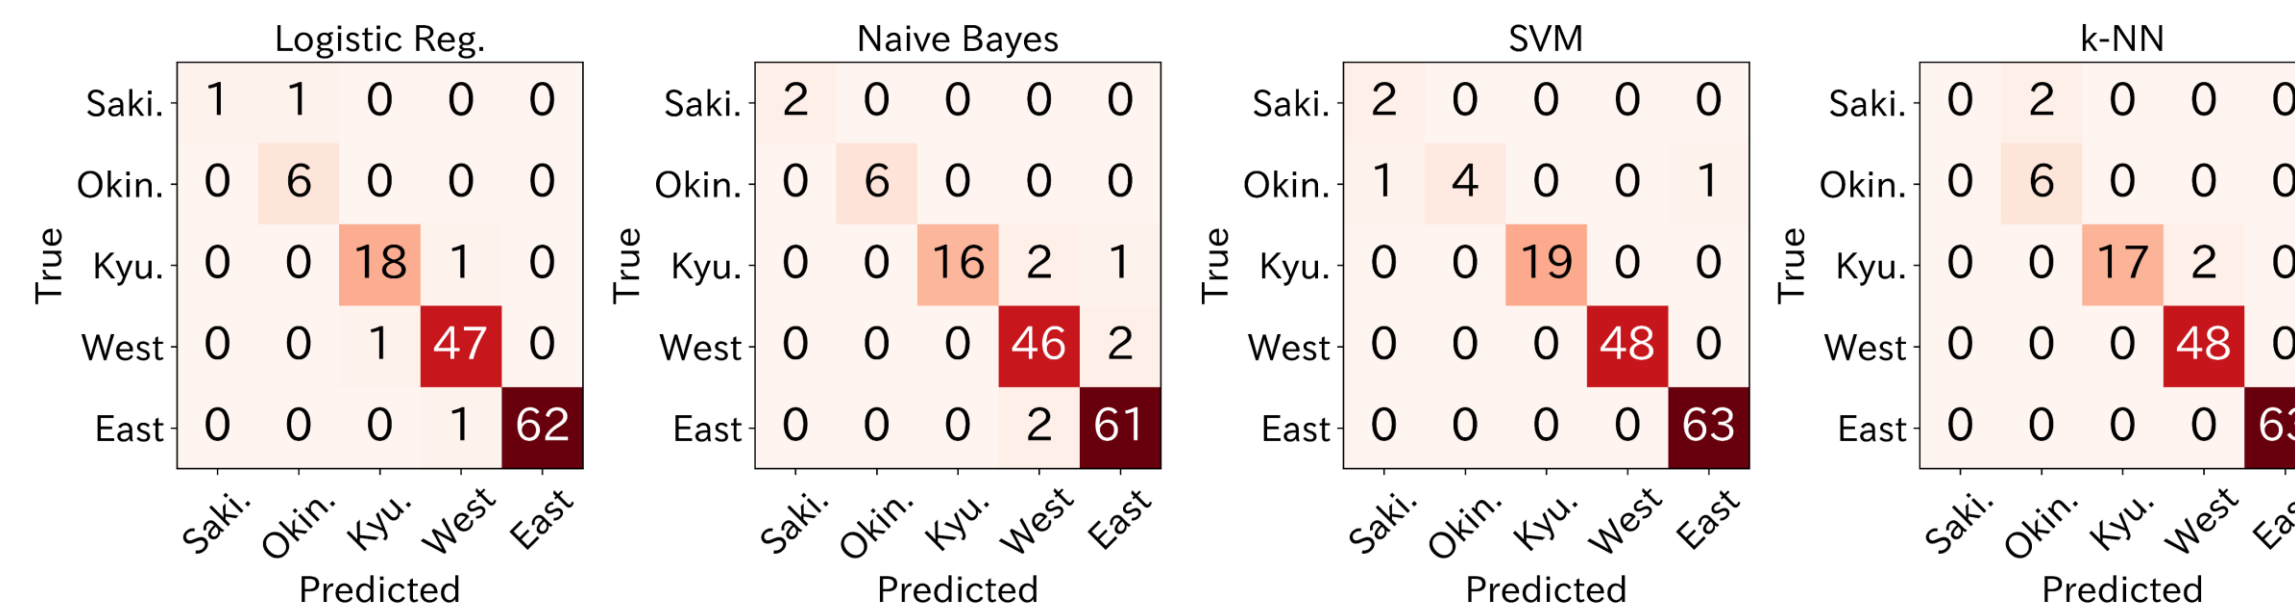 Logistic Reg.
Saki. 1 1 0 0 0
Okin. 0 6 0 0 0
Kyu. 0 0 18 1 0
West 0 0 1 47 0
East 0 0 0 1 62
True
Saki. Okin. Kyu. West East
Predicted
Naive Bayes
Saki. 2 0 0 0 0
Okin. 0 6 0 0 0
Kyu. 0 0 16 2 1
West 0 0 0 46 2
East 0 0 0 2 61
True
Saki. Okin. Kyu. West East
Predicted
SVM
Saki. 2 0 0 0 0
Okin. 1 4 0 0 1
Kyu. 0 0 19 0 0
West 0 0 0 48 0
East 0 0 0 0 63
True
Saki. Okin. Kyu. West East
Predicted
k-NN
Saki. 0 2 0 0 0
Okin. 0 6 0 0 0
Kyu. 0 0 17 2 0
West 0 0 0 48 0
East 0 0 0 0 63
True
Saki. Okin. Kyu. West
Predicted